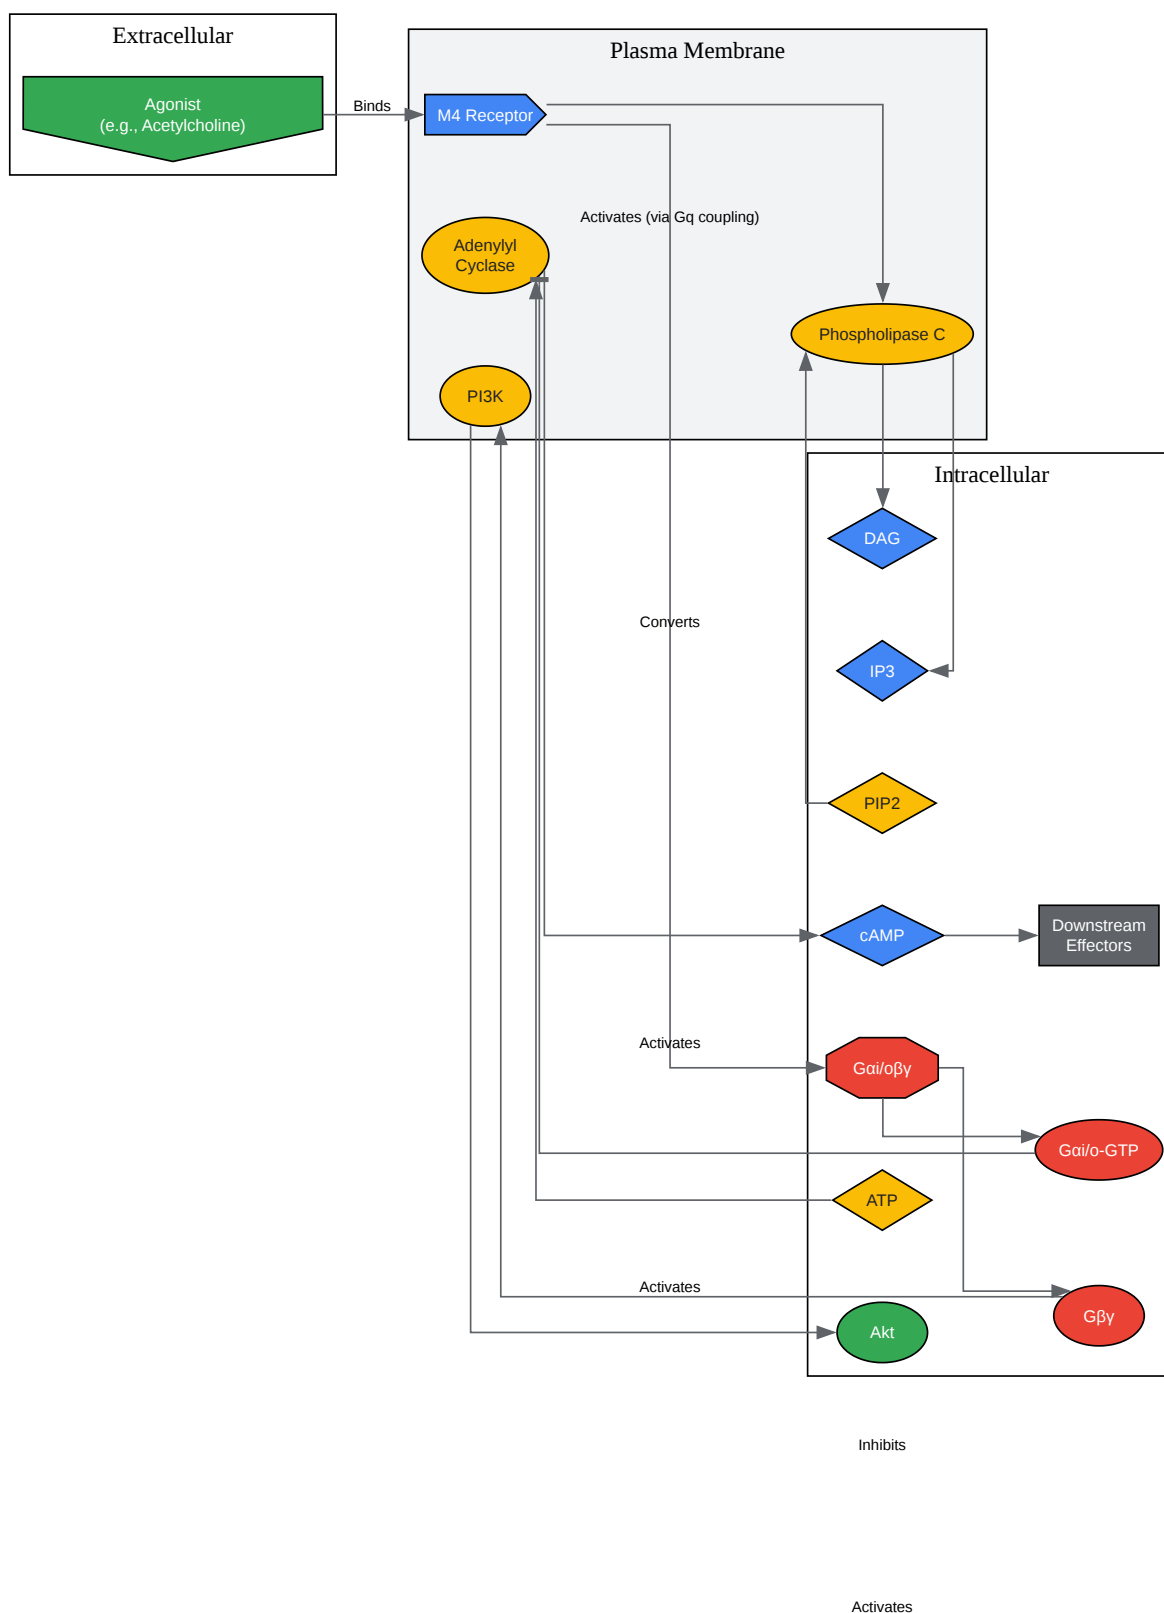 Extracellular
Agonist
(e.g., Acetylcholine)
Binds
Plasma Membrane
M4 Receptor
Activates (via Gq coupling)
Adenylyl
Cyclase
Phospholipase C
PI3K
Intracellular
DAG
Converts
IP3
PIP2
cAMP
Downstream
Effectors
Activates
Gαi/oβγ
Gαi/o-GTP
ATP
Activates
Gβγ
Akt
Inhibits
Activates